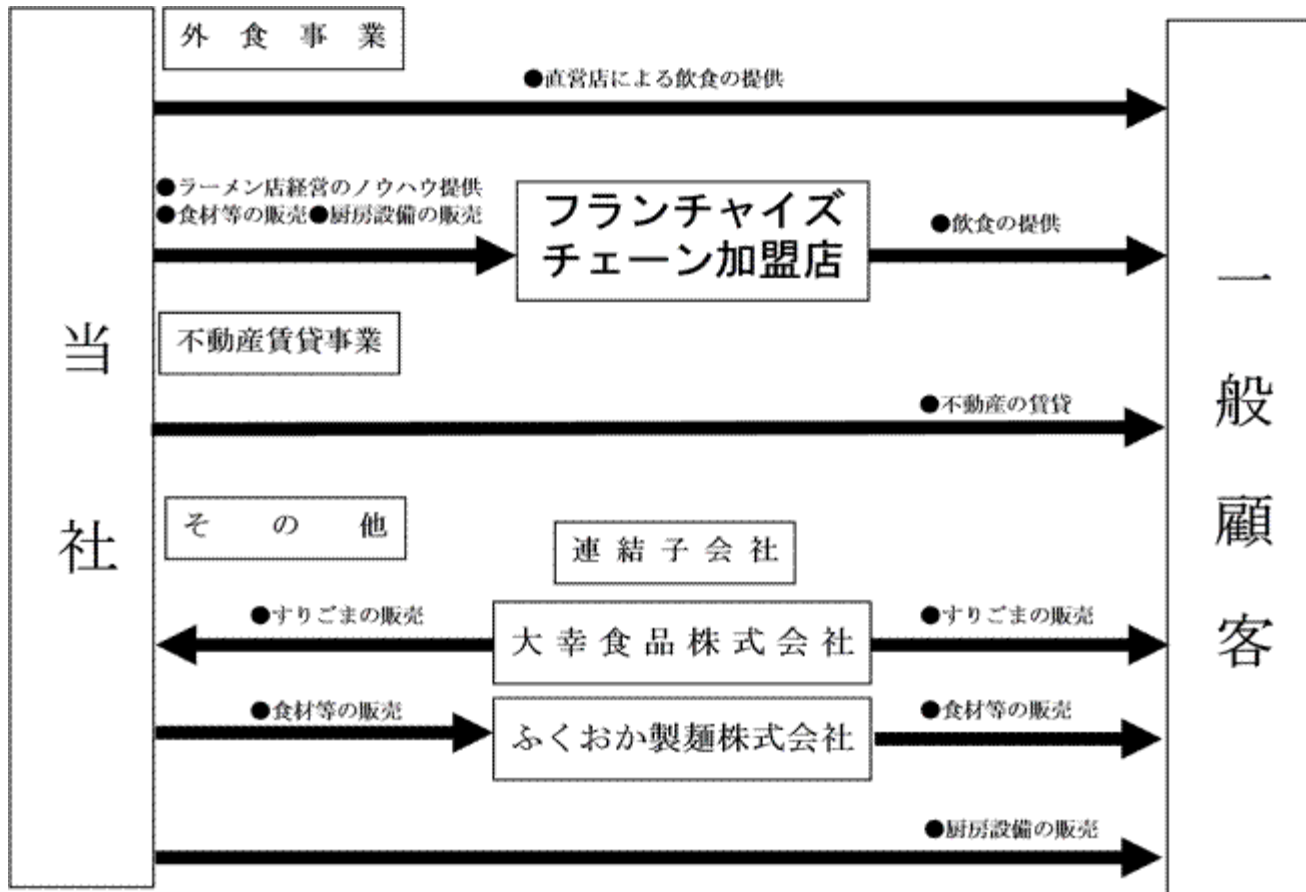 当社
外食事業
●直営店による飲食の提供
●ラーメン店経営のノウハウ提供
●食材等の販売●厨房設備の販売
フランチャイズ
チェーン加盟店
●飲食の提供
不動産賃貸事業
●不動産の賃貸
その他
連結子会社
●すりごまの販売
大幸食品株式会社
●すりごまの販売
●食材等の販売
ふくおか製麺株式会社
●食材等の販売
●厨房設備の販売
一般顧客